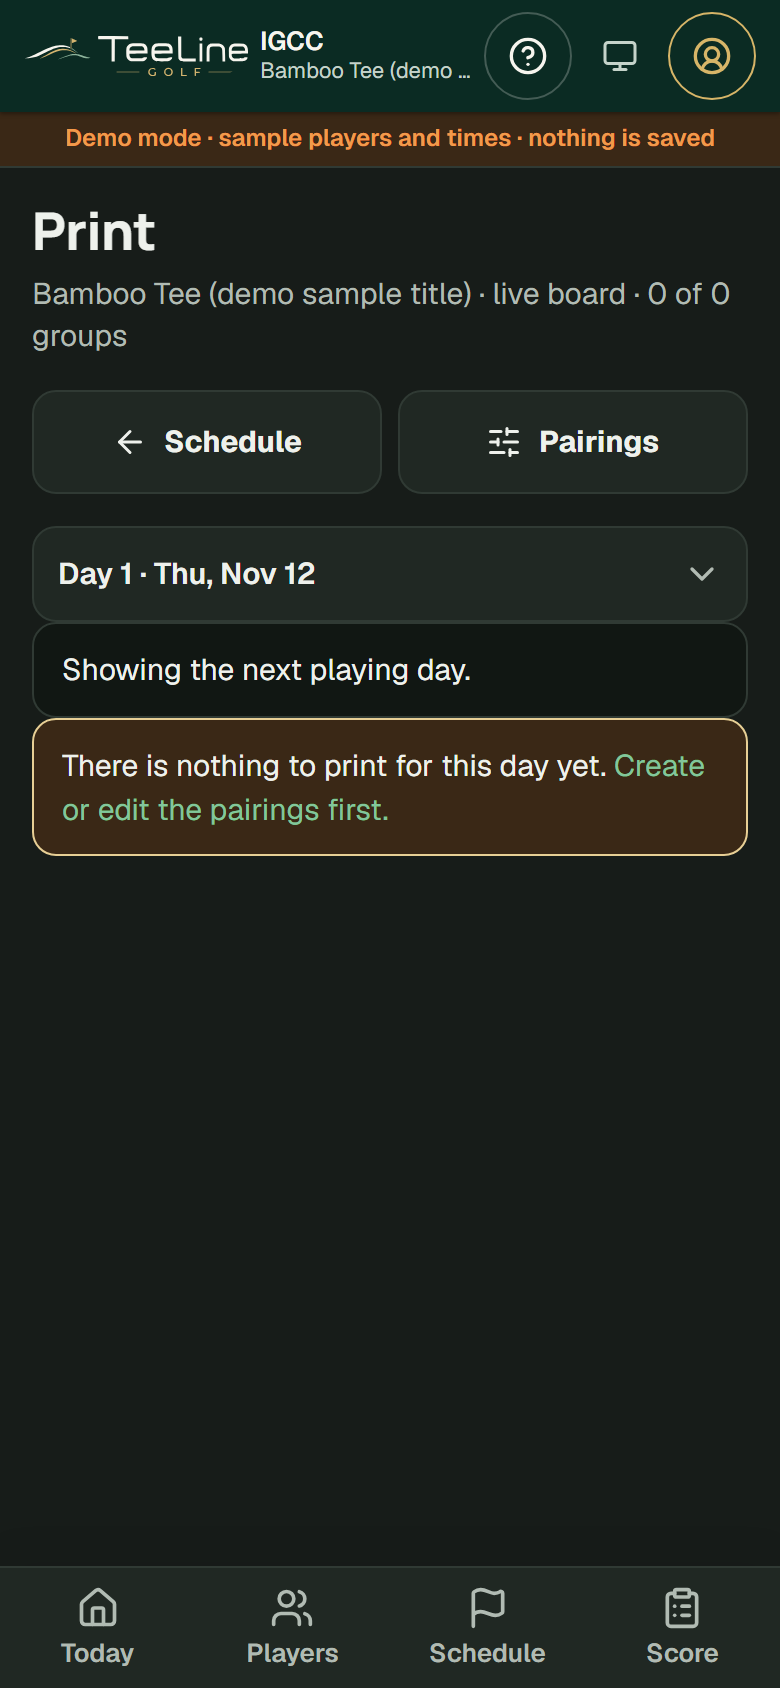 TeeLine
GOLF
IGCC
Bamboo Tee (demo ...
Demo mode · sample players and times · nothing is saved
Print
Bamboo Tee (demo sample title) · live board · 0 of 0
groups
Schedule
Pairings
Day 1 · Thu, Nov 12
Showing the next playing day.
There is nothing to print for this day yet. Create
or edit the pairings first.
Today
Players
Schedule
Score